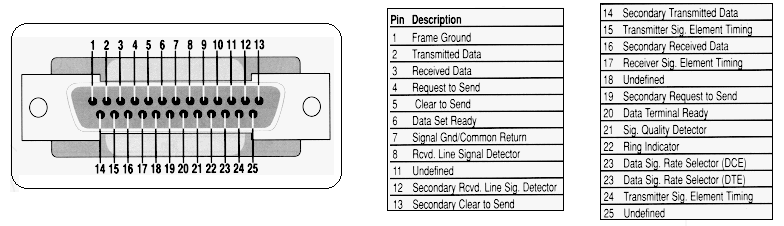 1 2 3 4 5 6 7 8 9 10 11 12 13
14 15 16 17 18 19 20 21 22 23 24 25
Pin Description
1 Frame Ground
2 Transmitted Data
3 Received Data
4 Request to Send
5 Clear to Send
6 Data Set Ready
7 Signal Gnd/Common Return
8 Rcvd. Line Signal Detector
11 Undefined
12 Secondary Rcvd. Line Sig. Detector
13 Secondary Clear to Send
14 Secondary Transmitted Data
15 Transmitter Sig. Element Timing
16 Secondary Received Data
17 Receiver Sig. Element Timing
18 Undefined
19 Secondary Request to Send
20 Data Terminal Ready
21 Sig. Quality Detector
22 Ring Indicator
23 Data Sig. Rate Selector (DCE)
23 Data Sig. Rate Selector (DTE)
24 Transmitter Sig. Element Timing
25 Undefined